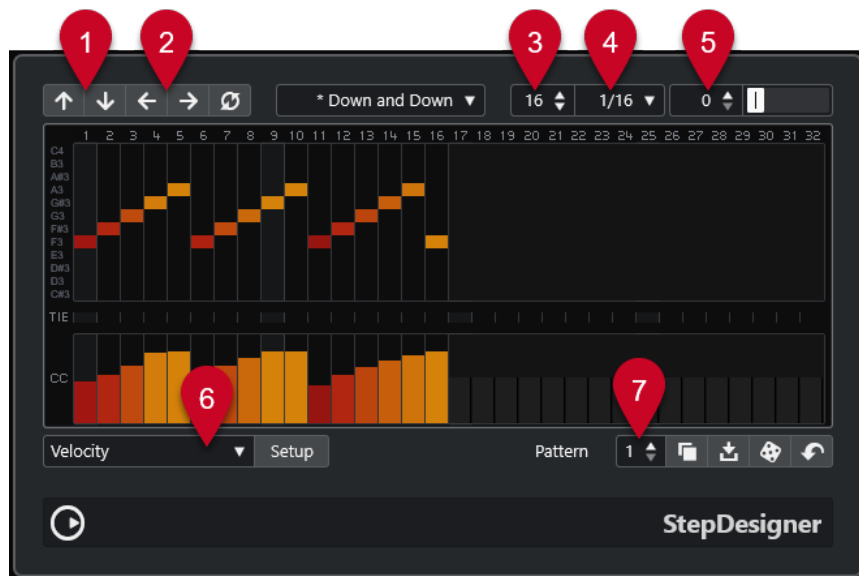 1 2 3 4 5
* Down and Down 16 1/16 0
1 2 3 4 5 6 7 8 9 10 11 12 13 14 15 16 17 18 19 20 21 22 23 24 25 26 27 28 29 30 31 32
C4
B3
A#3
A3
G#3
G3
F#3
F3
E3
D#3
D3
C#3
TIE
CC
6
7
Velocity Setup Pattern 1
StepDesigner